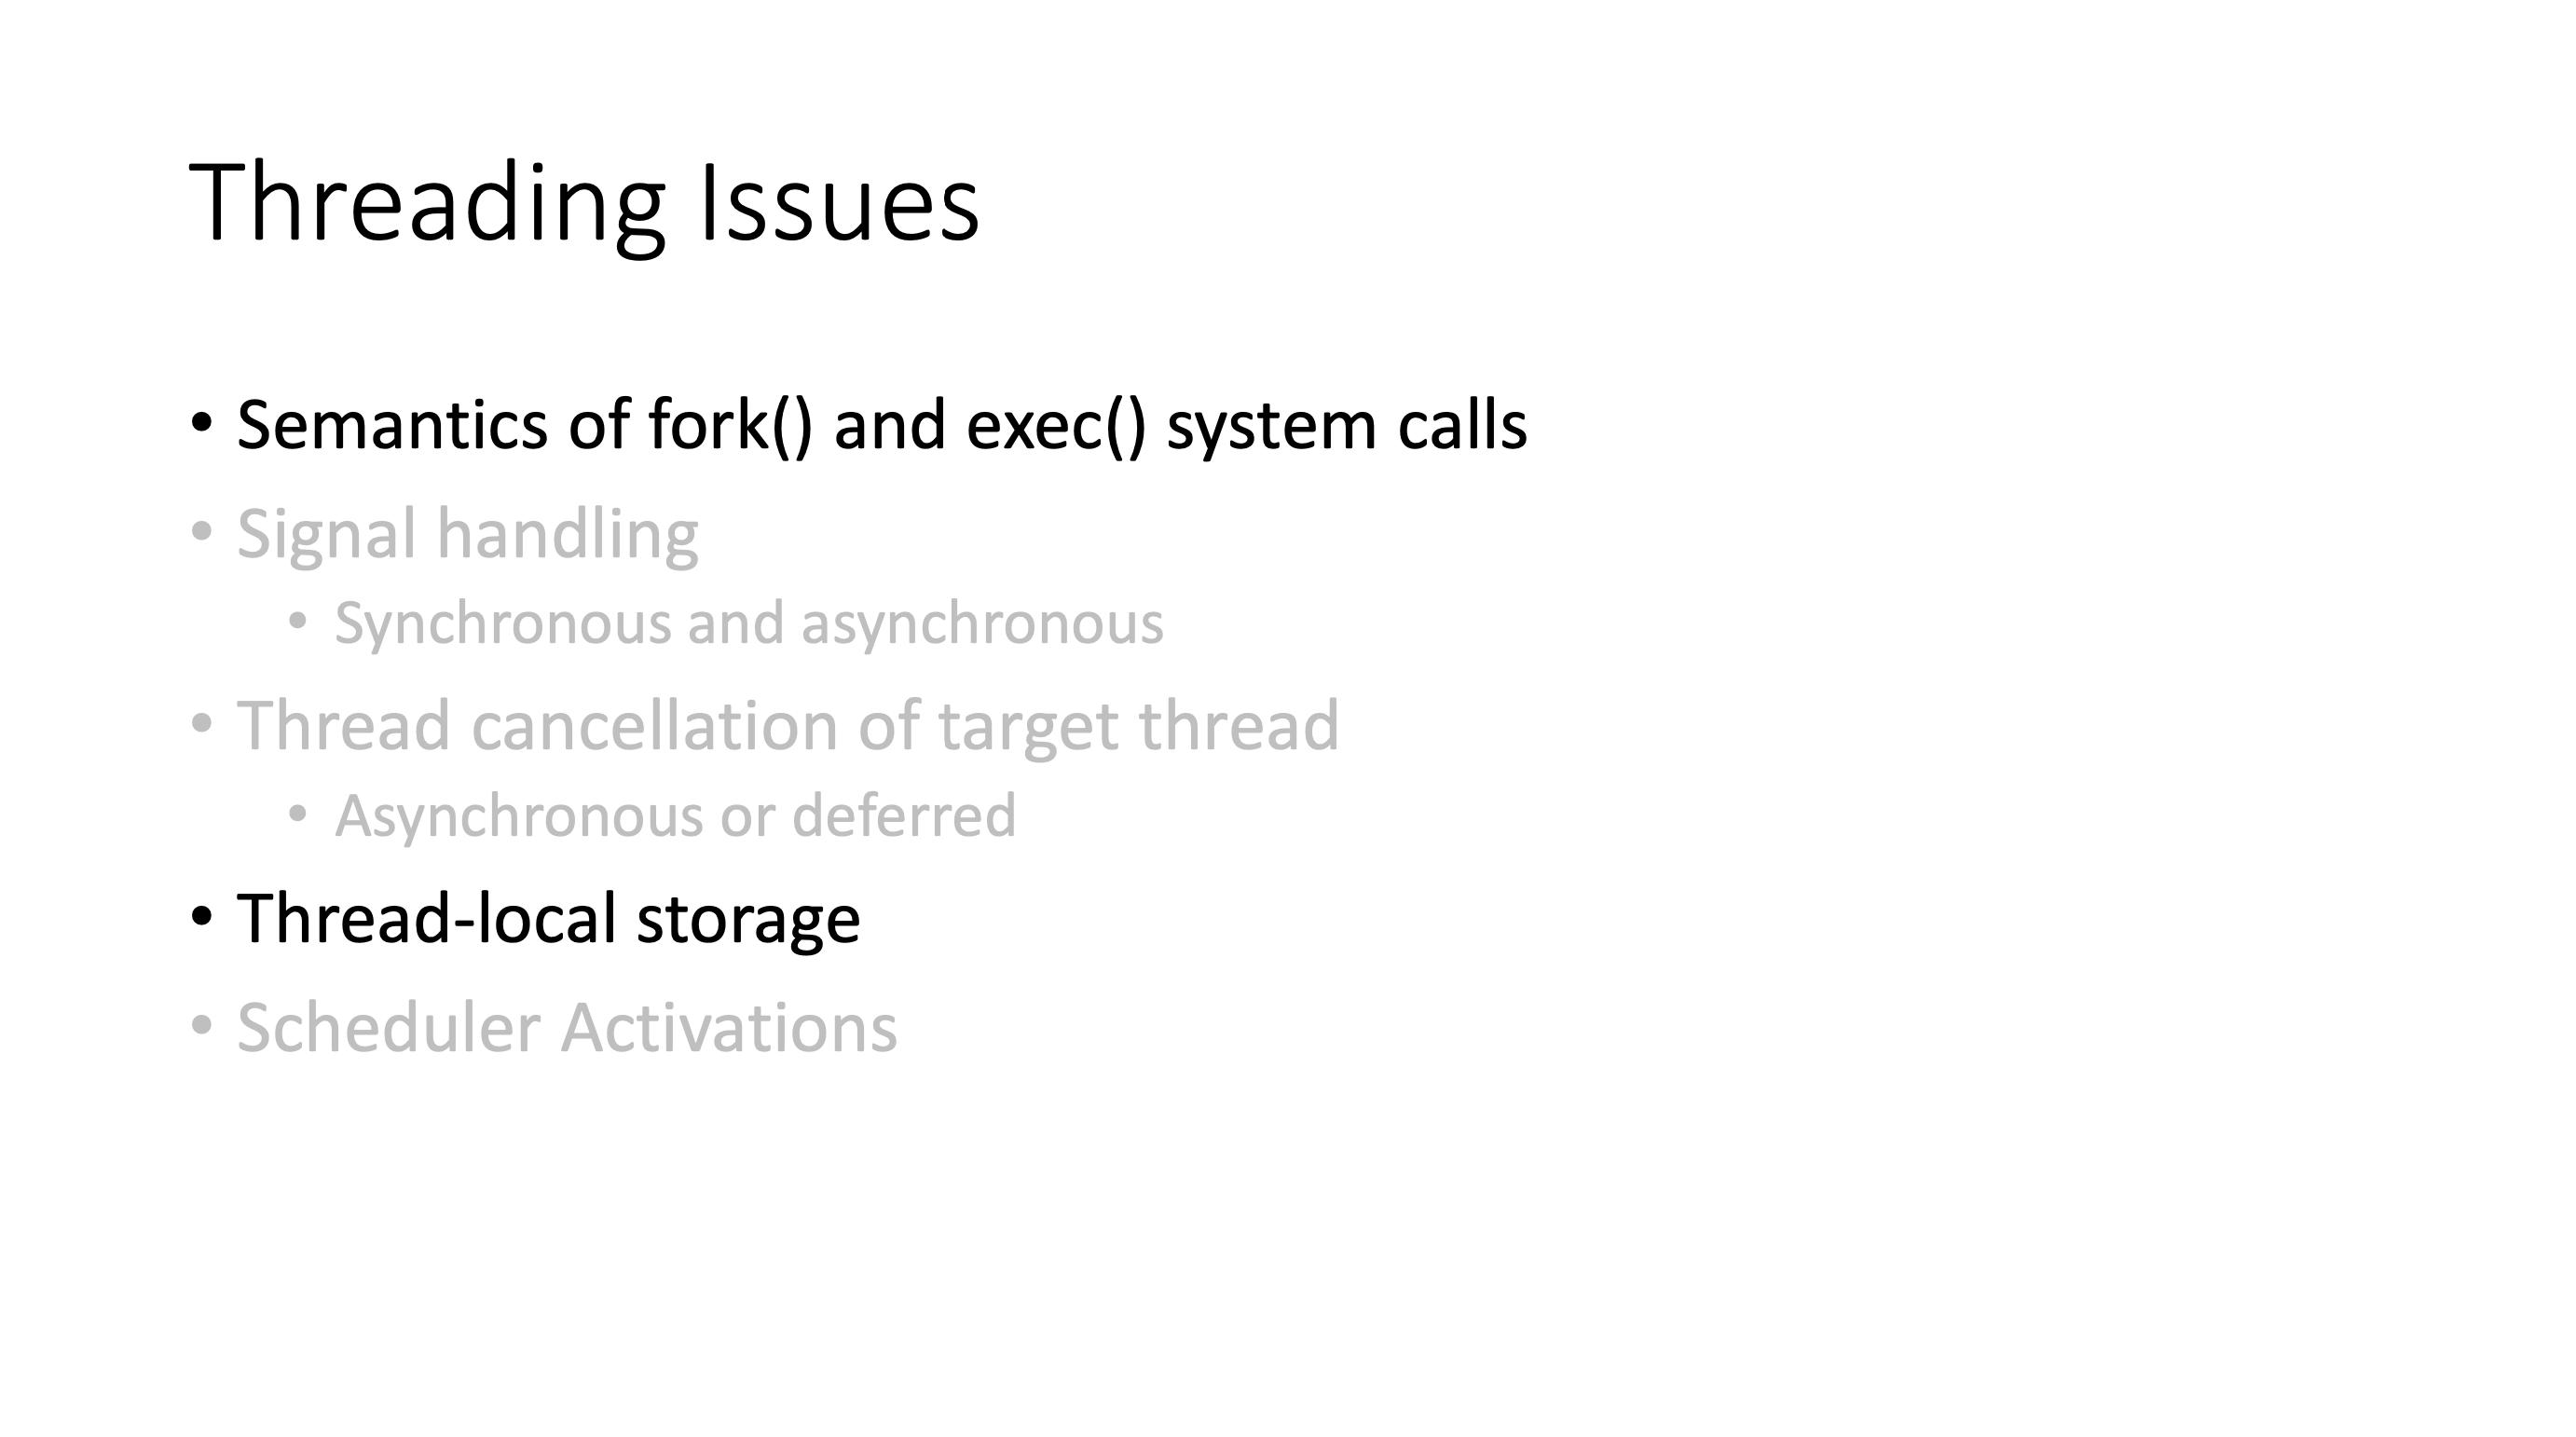 Threading Issues
• Semantics of fork() and exec() system calls
• Signal handling
• Synchronous and asynchronous
• Thread cancellation of target thread
• Asynchronous or deferred
• Thread-local storage
• Scheduler Activations